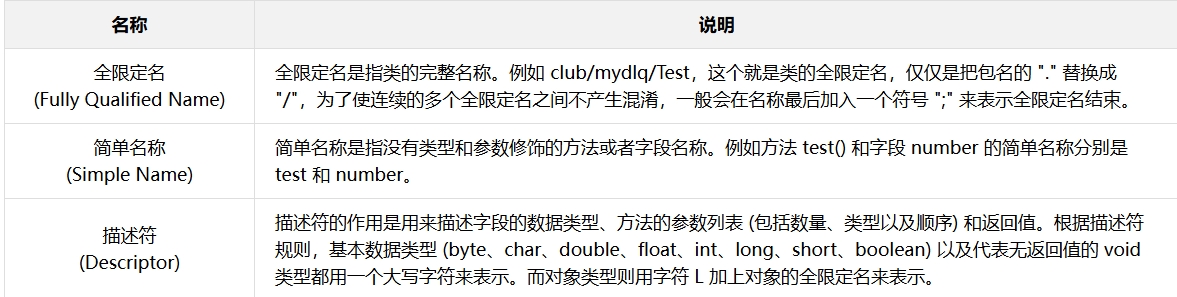 名称
说明
全限定名
(Fully Qualified Name)
全限定名是指类的完整名称。例如 club/mydlq/Test，这个就是类的全限定名，仅仅是把包名的 "." 替换成
"/"，为了使连续的多个全限定名之间不产生混淆，一般会在名称最后加入一个符号 ";" 来表示全限定名结束。
简单名称
(Simple Name)
简单名称是指没有类型和参数修饰的方法或者字段名称。例如方法 test() 和字段 number 的简单名称分别是
test 和 number。
描述符
(Descriptor)
描述符的作用是用来描述字段的数据类型、方法的参数列表 (包括数量、类型以及顺序) 和返回值。根据描述符
规则，基本数据类型 (byte、char、double、float、int、long、short、boolean) 以及代表无返回值的 void
类型都用一个大写字符来表示。而对象类型则用字符 L 加上对象的全限定名来表示。